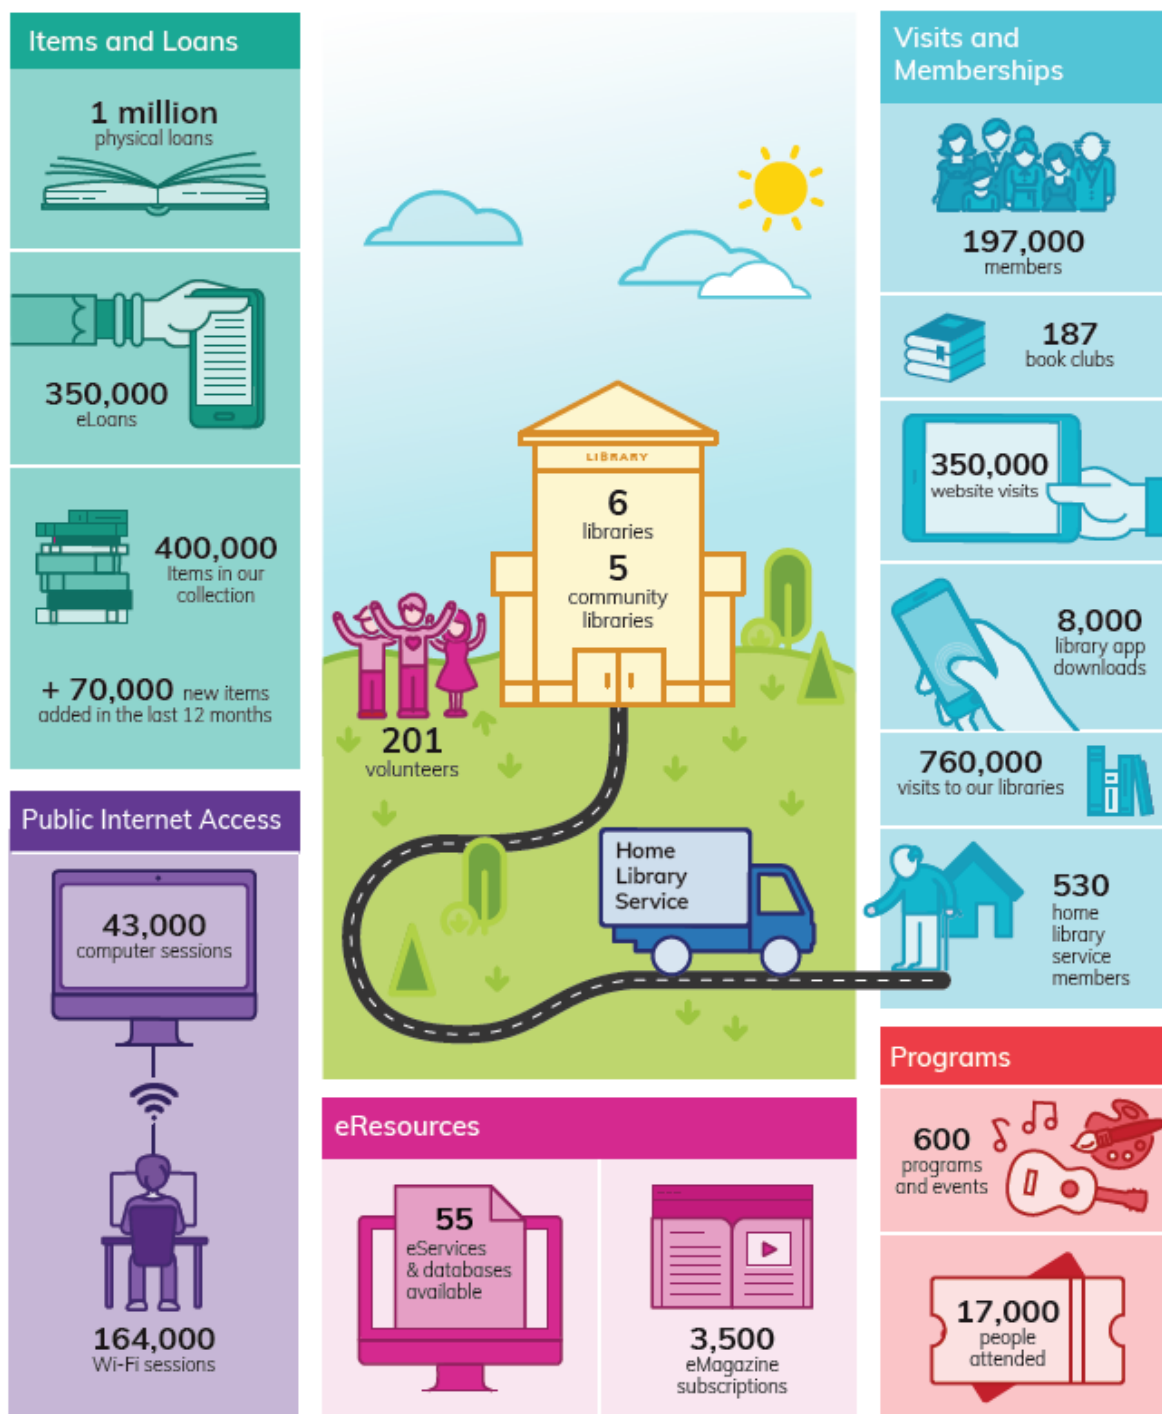 Items and Loans
1 million
physical loans
350,000
eLoans
400,000
Items in our
collection
+ 70,000 new items
added in the last 12 months
Public Internet Access
43,000
computer sessions
164,000
Wi-Fi sessions
LIBRARY
6
libraries
5
community
libraries
201
volunteers
Home
Library
Service
eResources
55
eServices
& databases
available
3,500
eMagazine
subscriptions
Visits and
Memberships
197,000
members
187
book clubs
350,000
website visits
8,000
library app
downloads
760,000
visits to our libraries
530
home
library
service
members
Programs
600
programs
and events
17,000
people
attended